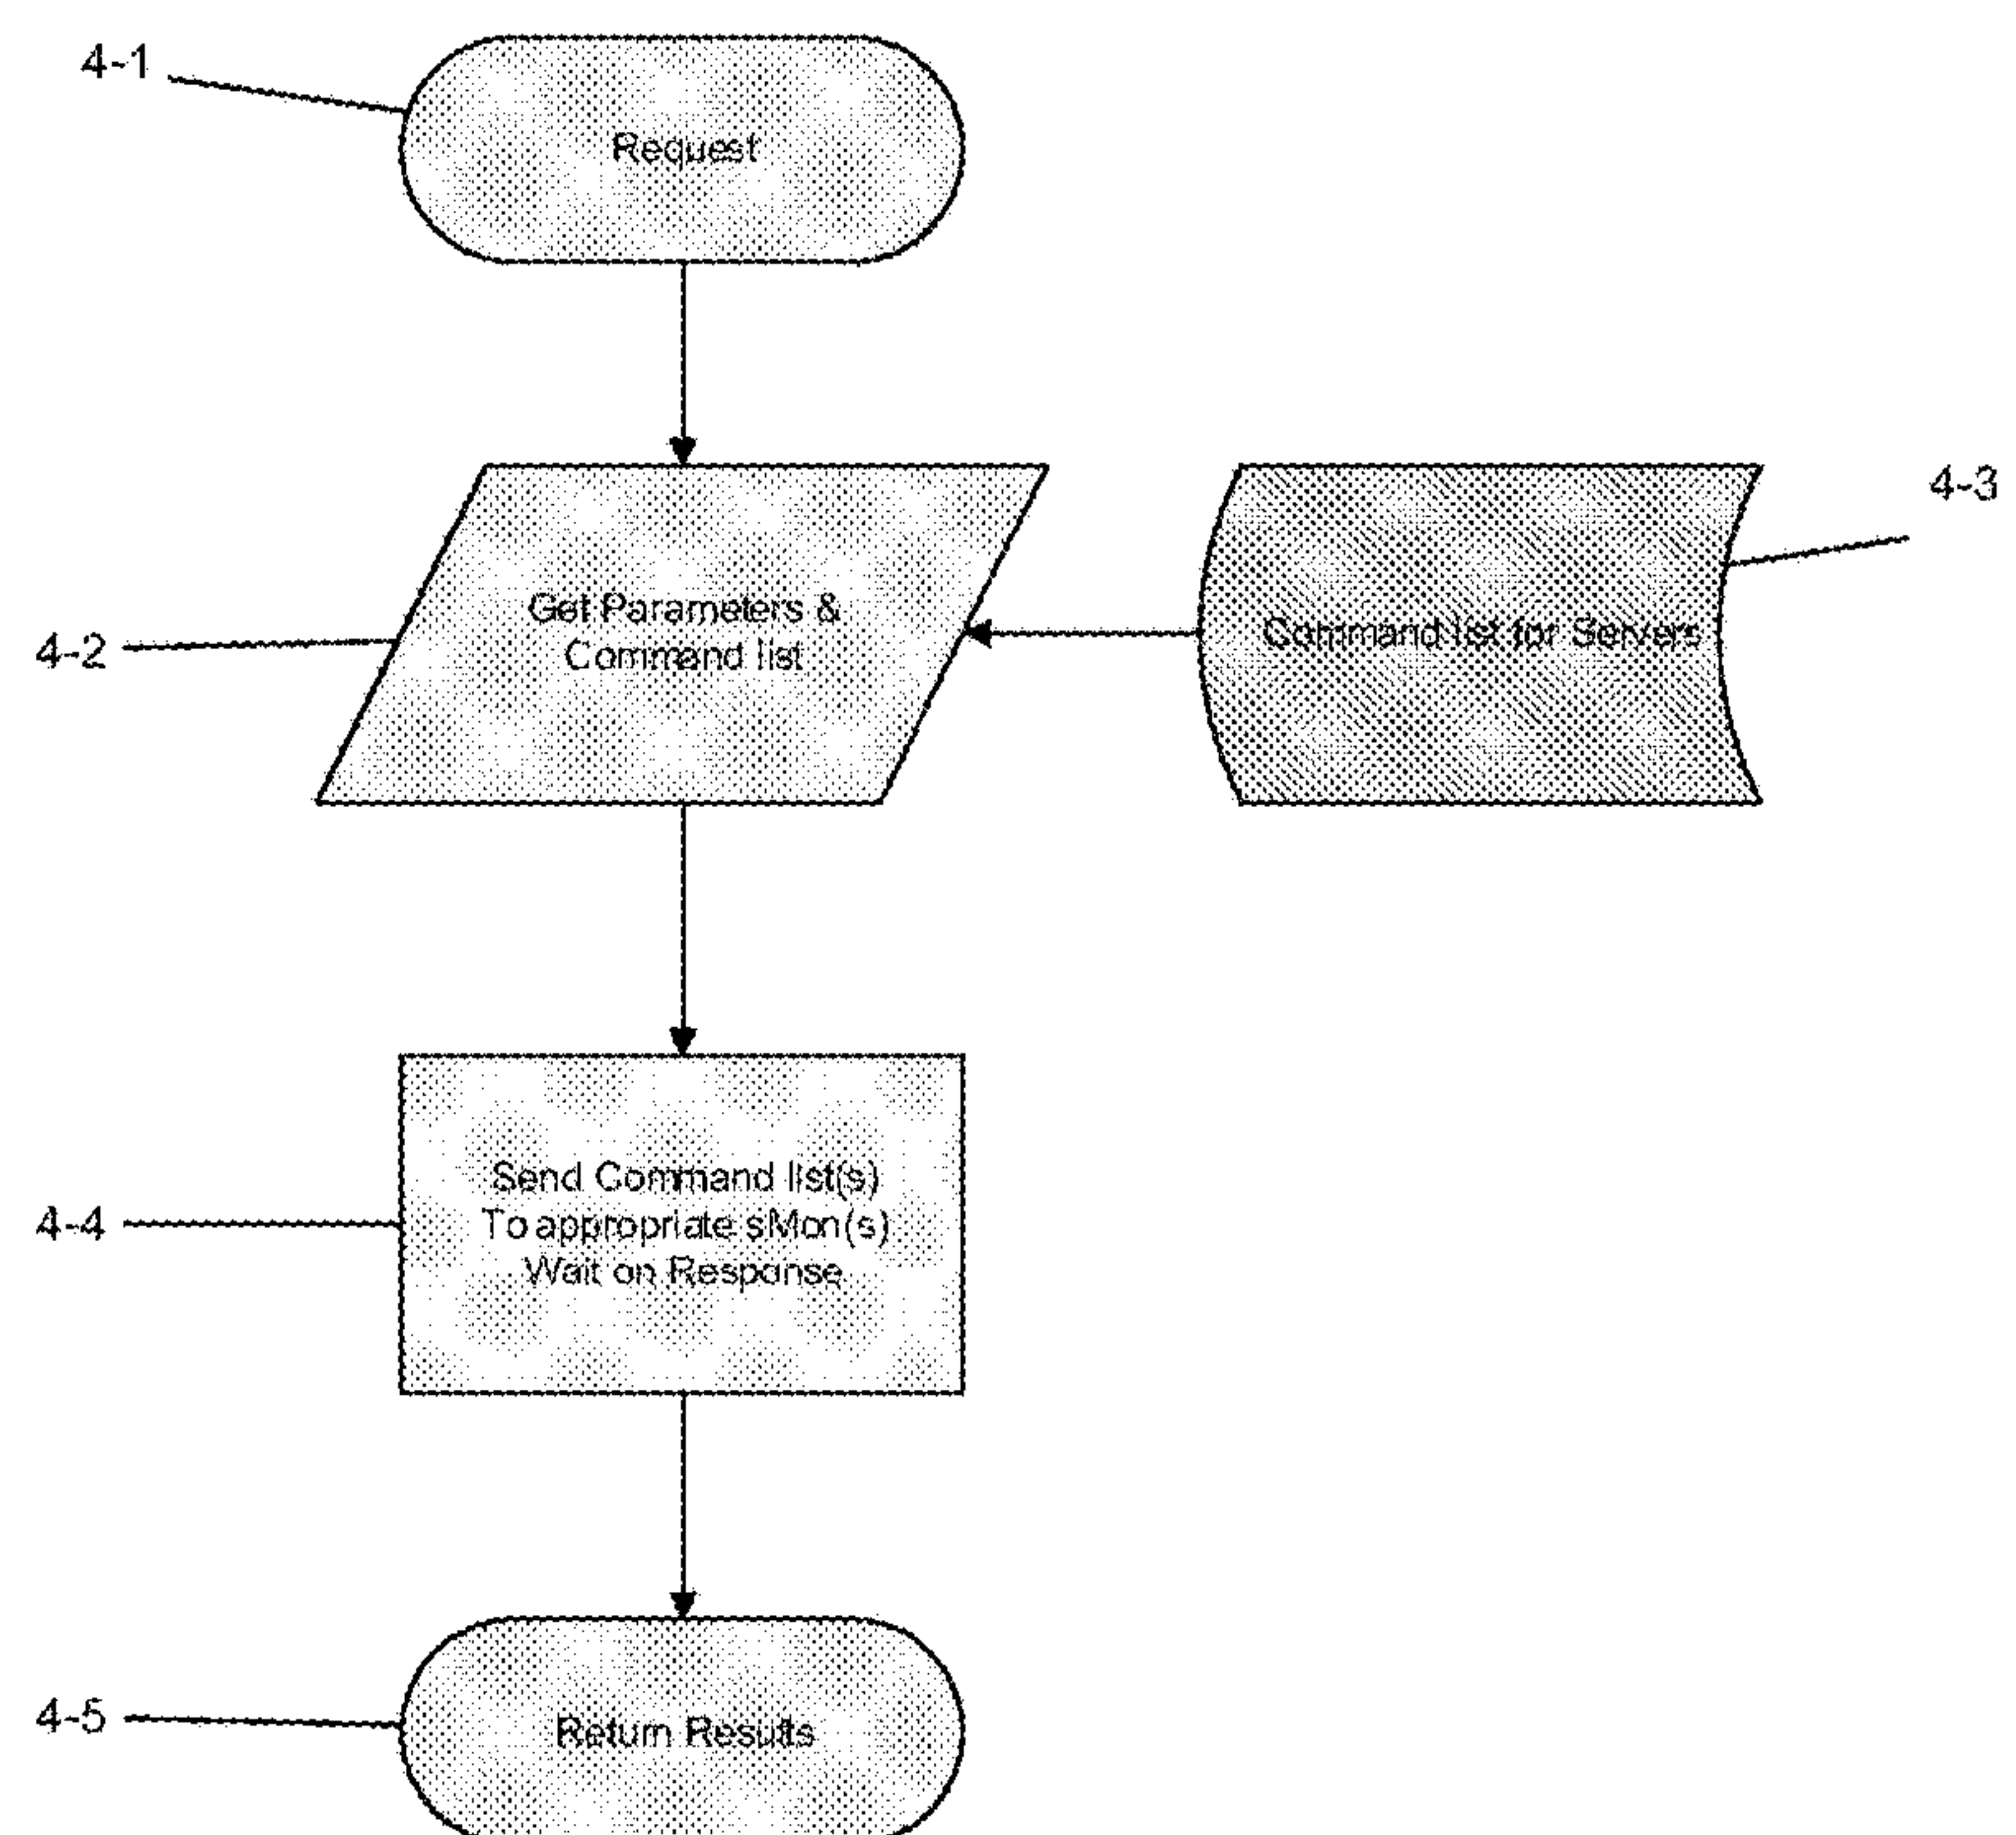 4-1
Request
4-2
Get Parameters &
Command list
4-3
Command list for Servers
4-4
Send Command list(s)
To appropriate sMon(s)
Wait on Response
4-5
Return Results